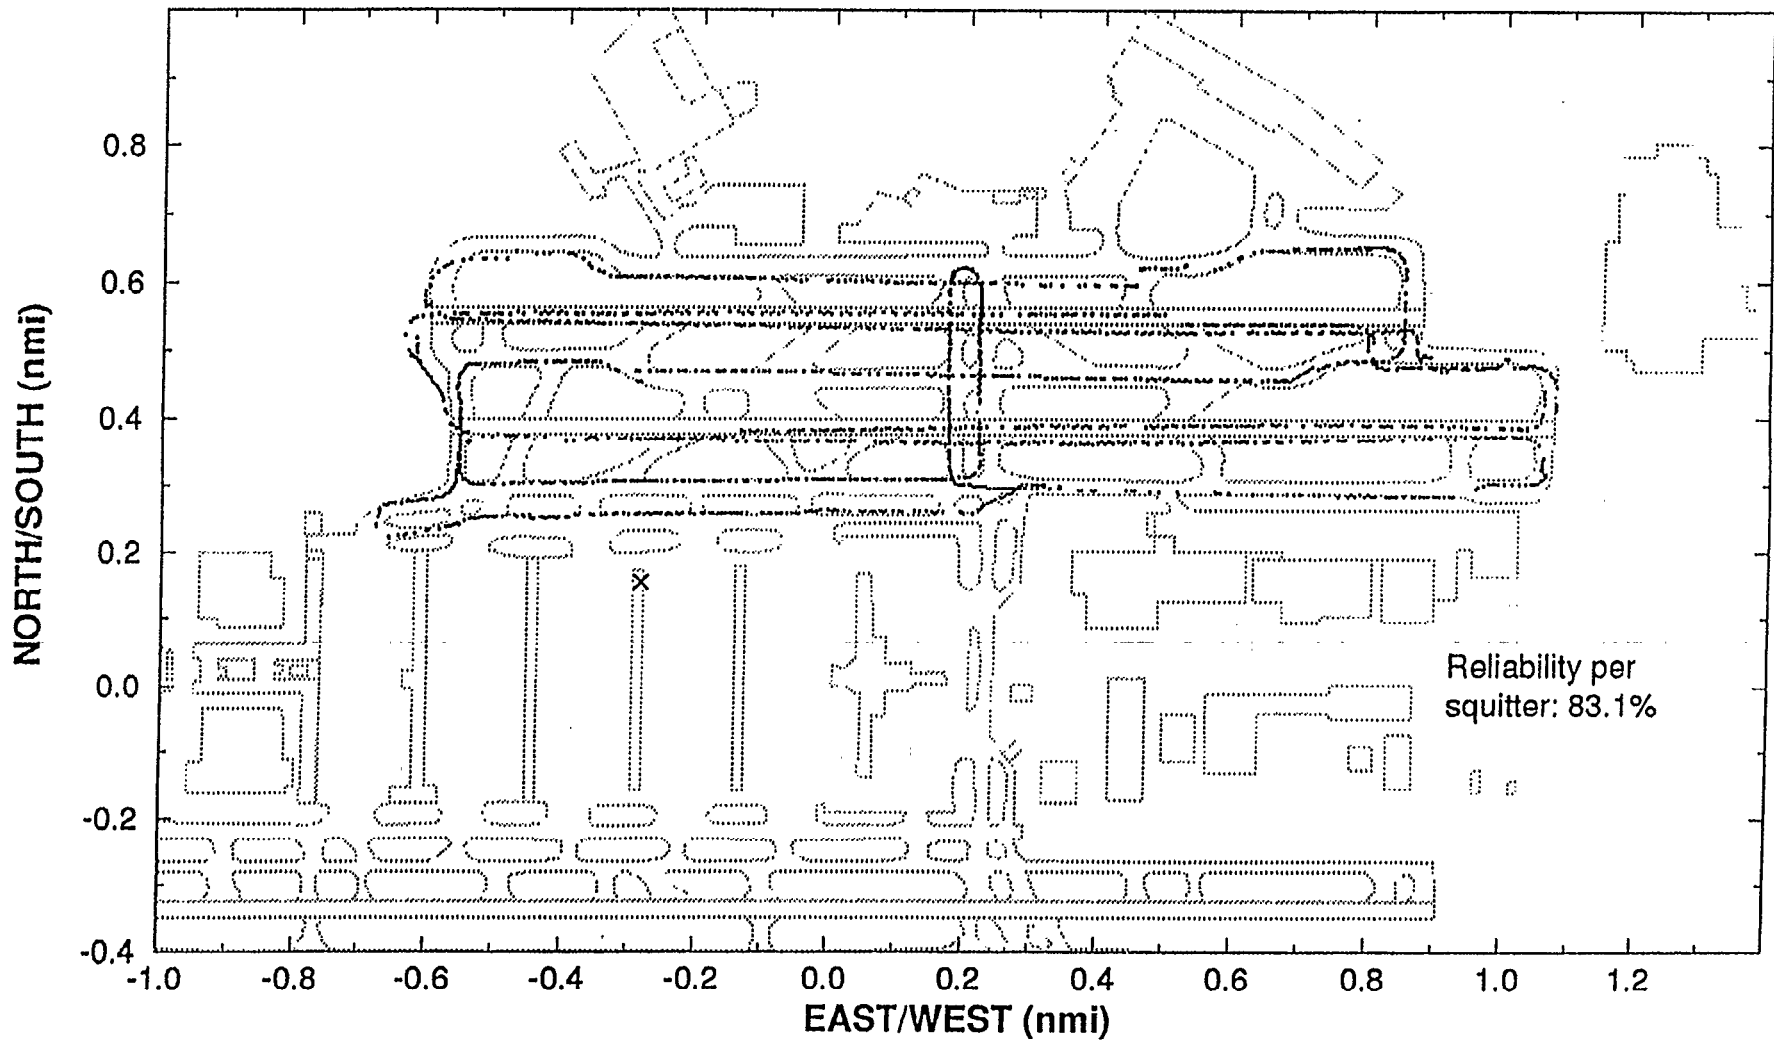 NORTH/SOUTH (nmi)
0.8
0.6
0.4
0.2
0.0
-0.2
-0.4
Reliability per
squitter: 83.1%
-1.0 -0.8 -0.6 -0.4 -0.2 0.0 0.2 0.4 0.6 0.8 1.0 1.2
EAST/WEST (nmi)